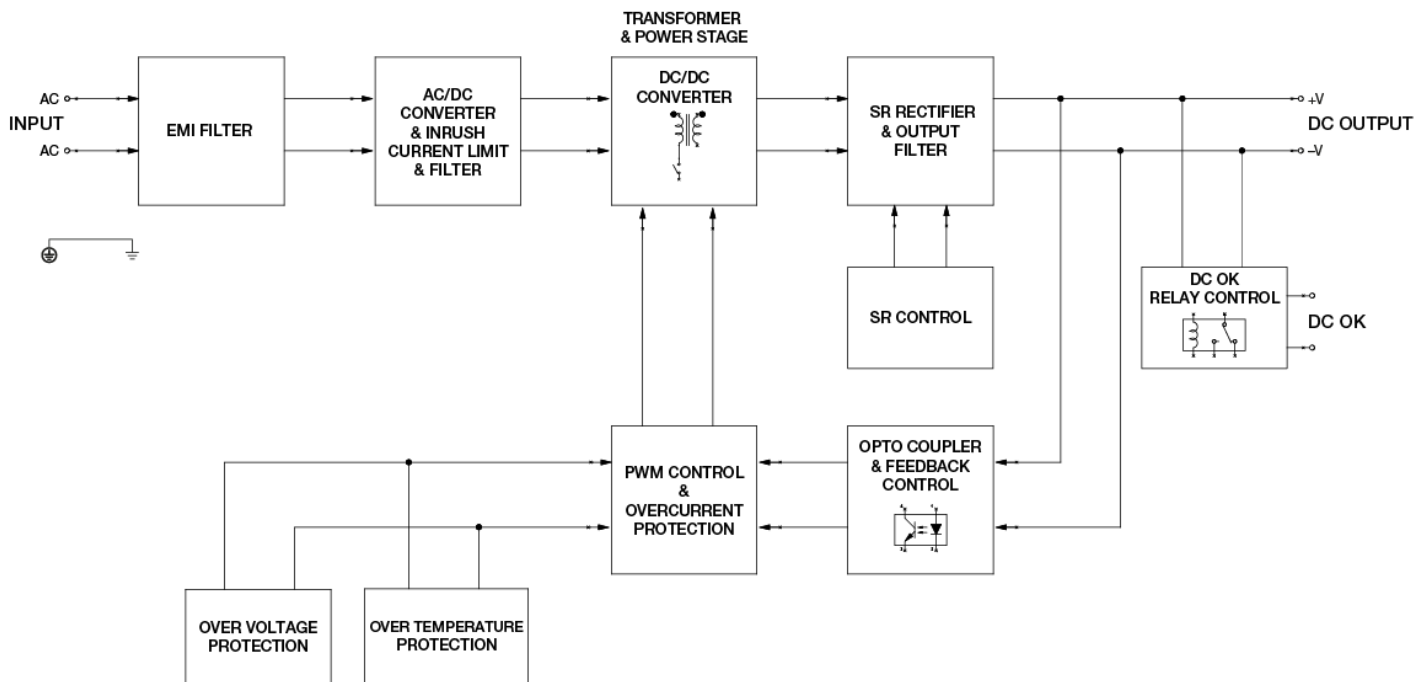 TRANSFORMER
& POWER STAGE
AC
INPUT
AC
EMI FILTER
AC/DC
CONVERTER
& INRUSH
CURRENT LIMIT
& FILTER
DC/DC
CONVERTER
SR RECTIFIER
& OUTPUT
FILTER
+V
DC OUTPUT
–V
SR CONTROL
DC OK
RELAY CONTROL
DC OK
PWM CONTROL
&
OVERCURRENT
PROTECTION
OPTO COUPLER
& FEEDBACK
CONTROL
OVER VOLTAGE
PROTECTION
OVER TEMPERATURE
PROTECTION